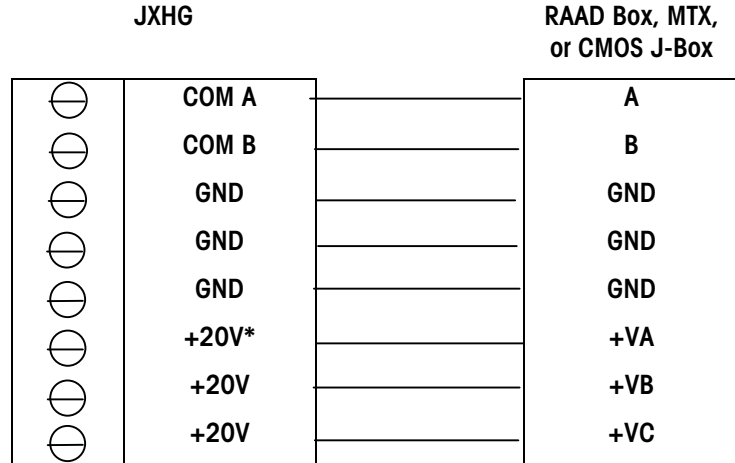 JXHG RAAD Box, MTX,
or CMOS J-Box
COM A A
COM B B
GND GND
GND GND
GND GND
+20V* +VA
+20V +VB
+20V +VC